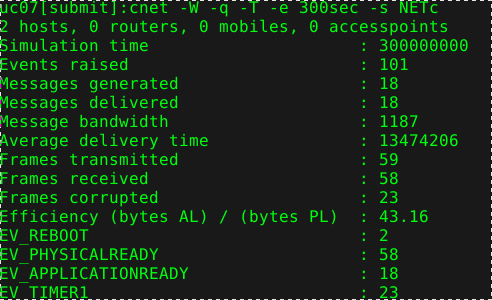 uc07[submit]:cnet -W -q -T -e 300sec -s NETc
2 hosts, 0 routers, 0 mobiles, 0 accesspoints
Simulation time : 300000000
Events raised : 101
Messages generated : 18
Messages delivered : 18
Message bandwidth : 1187
Average delivery time : 13474206
Frames transmitted : 59
Frames received : 58
Frames corrupted : 23
Efficiency (bytes AL) / (bytes PL) : 43.16
EV_REBOOT : 2
EV_PHYSICALREADY : 58
EV_APPLICATIONREADY : 18
EV_TIMER1 : 23